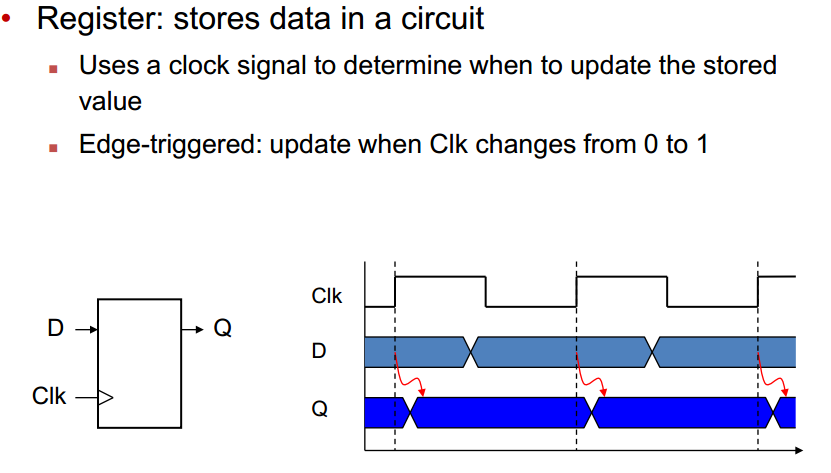 • Register: stores data in a circuit
▪ Uses a clock signal to determine when to update the stored
value
▪ Edge-triggered: update when Clk changes from 0 to 1
D
Q
Clk
Clk
D
Q